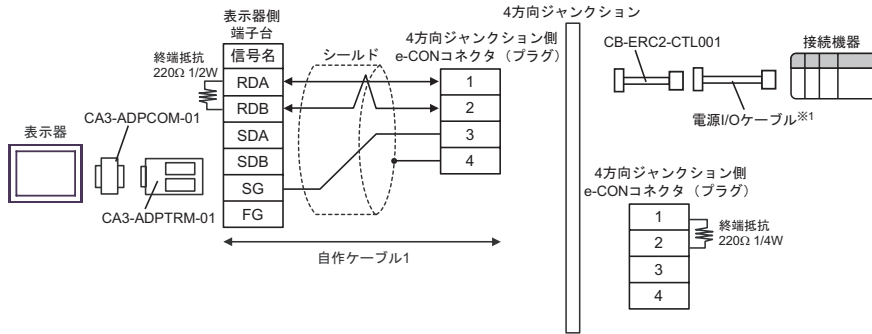 4方向ジャンクション
表示器側
端子台
4方向ジャンクション側
e-CONコネクタ（プラグ）
CB-ERC2-CTL001
接続機器
終端抵抗
220Ω 1/2W
信号名
シールド
RDA
1
RDB
2
SDA
3
SDB
4
SG
FG
電源I/Oケーブル※1
表示器
CA3-ADPCOM-01
CA3-ADPTRM-01
自作ケーブル1
4方向ジャンクション側
e-CONコネクタ（プラグ）
1
2
3
4
終端抵抗
220Ω 1/4W